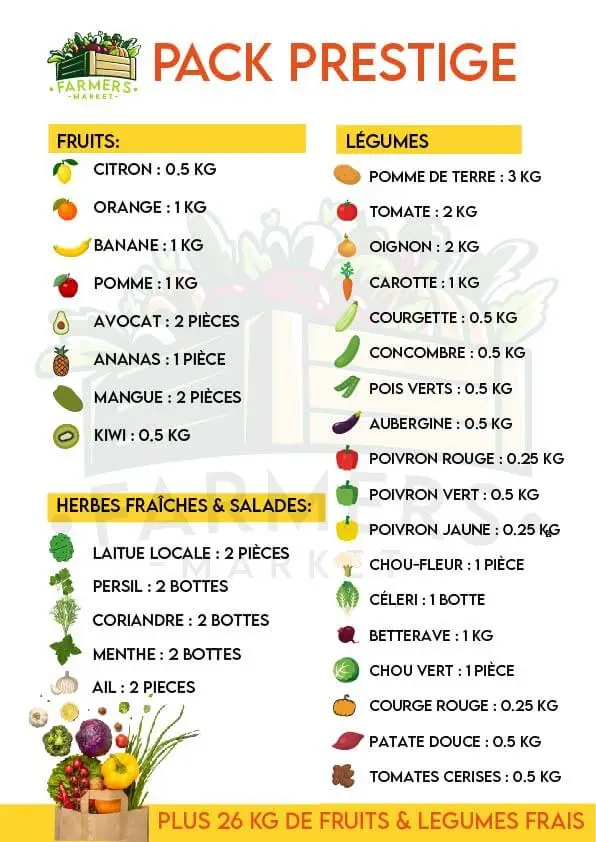 FARMERS
MARKET
PACK PRESTIGE
FRUITS:
CITRON : 0.5 KG
ORANGE : 1 KG
BANANE : 1 KG
POMME : 1 KG
AVOCAT : 2 PIÈCES
ANANAS : 1 PIÈCE
MANGUE : 2 PIÈCES
KIWI : 0.5 KG
HERBES FRAÎCHES & SALADES:
LAITUE LOCALE : 2 PIÈCES
PERSIL : 2 BOTTES
CORIANDRE : 2 BOTTES
MENTHE : 2 BOTTES
AIL : 2 PIECES
LÉGUMES
POMME DE TERRE : 3 KG
TOMATE : 2 KG
OIGNON : 2 KG
CAROTTE : 1 KG
COURGETTE : 0.5 KG
CONCOMBRE : 0.5 KG
POIS VERTS : 0.5 KG
AUBERGINE : 0.5 KG
POIVRON ROUGE : 0.25 KG
POIVRON VERT : 0.5 KG
POIVRON JAUNE : 0.25 KG
CHOU-FLEUR : 1 PIÈCE
CÉLERI : 1 BOTTE
BETTERAVE : 1 KG
CHOU VERT : 1 PIÈCE
COURGE ROUGE : 0.25 KG
PATATE DOUCE : 0.5 KG
TOMATES CERISES : 0.5 KG
FARMERS
MARKET
PLUS 26 KG DE FRUITS & LEGUMES FRAIS